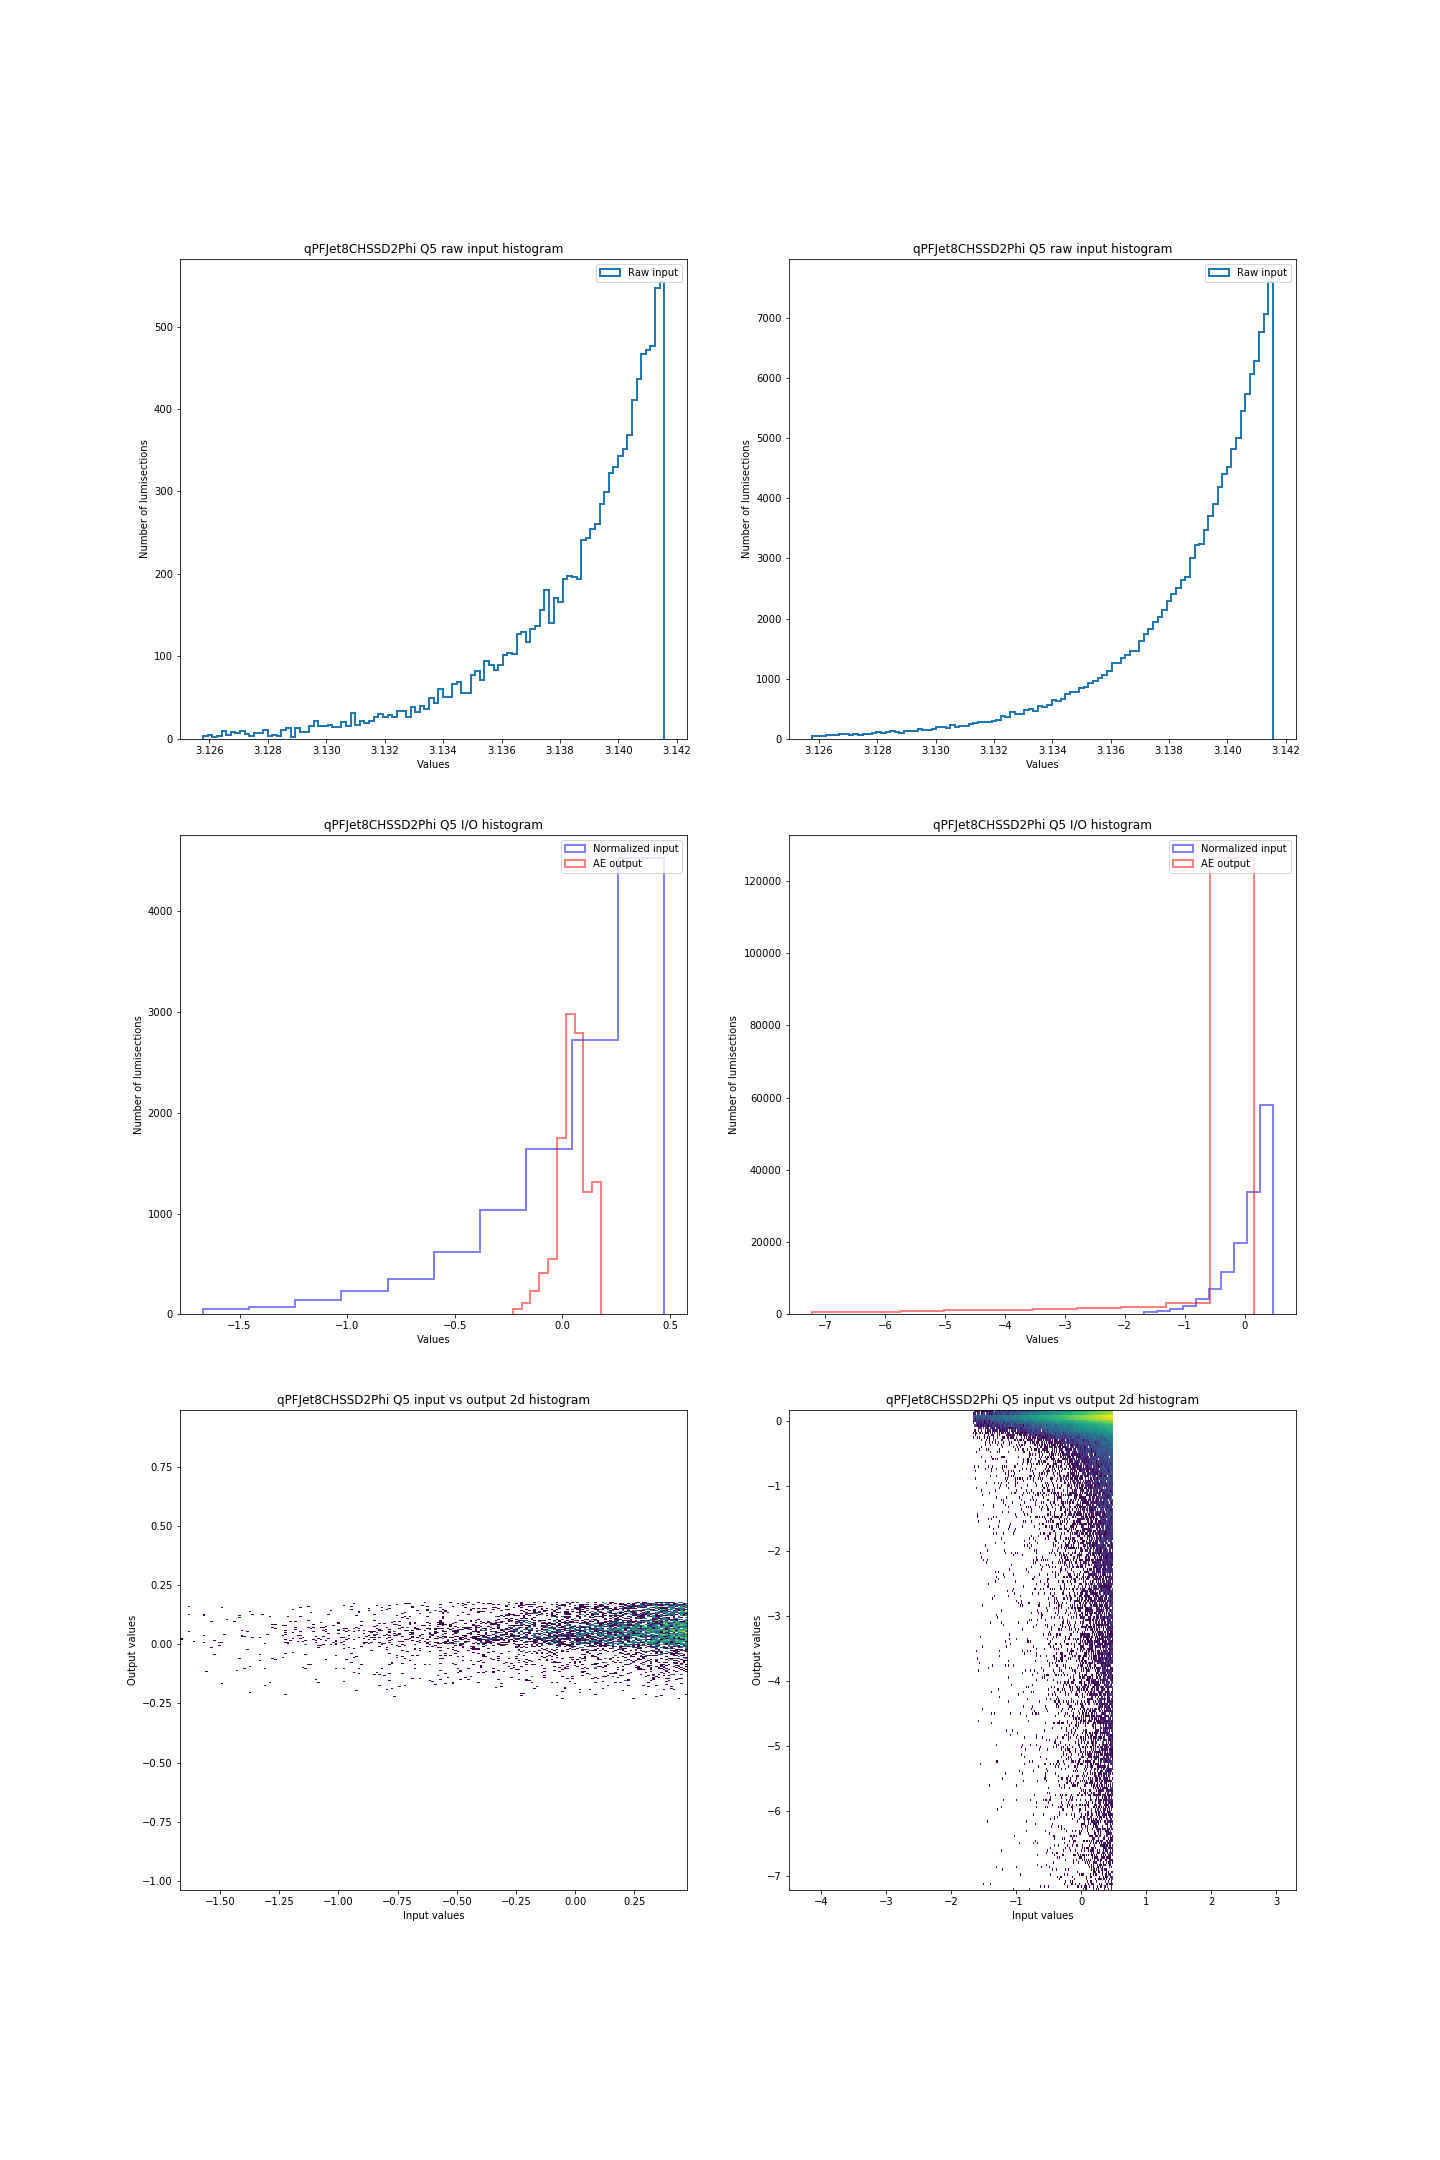 qPFJet8CHSSD2Phi Q5 raw input histogram
Raw input
Number of lumisections
500
400
300
200
100
0
3.126 3.128 3.130 3.132 3.134 3.136 3.138 3.140 3.142
Values
qPFJet8CHSSD2Phi Q5 raw input histogram
Raw input
Number of lumisections
7000
6000
5000
4000
3000
2000
1000
0
3.126 3.128 3.130 3.132 3.134 3.136 3.138 3.140 3.142
Values
qPFJet8CHSSD2Phi Q5 I/O histogram
Normalized input
AE output
Number of lumisections
4000
3000
2000
1000
0
−1.5 −1.0 −0.5 0.0 0.5
Values
qPFJet8CHSSD2Phi Q5 I/O histogram
Normalized input
AE output
Number of lumisections
120000
100000
80000
60000
40000
20000
0
−7 −6 −5 −4 −3 −2 −1 0
Values
qPFJet8CHSSD2Phi Q5 input vs output 2d histogram
Output values
0.75
0.50
0.25
0.00
−0.25
−0.50
−0.75
−1.00
−1.50 −1.25 −1.00 −0.75 −0.50 −0.25 0.00 0.25
Input values
qPFJet8CHSSD2Phi Q5 input vs output 2d histogram
Output values
0
−1
−2
−3
−4
−5
−6
−7
−4 −3 −2 −1 0 1 2 3
Input values